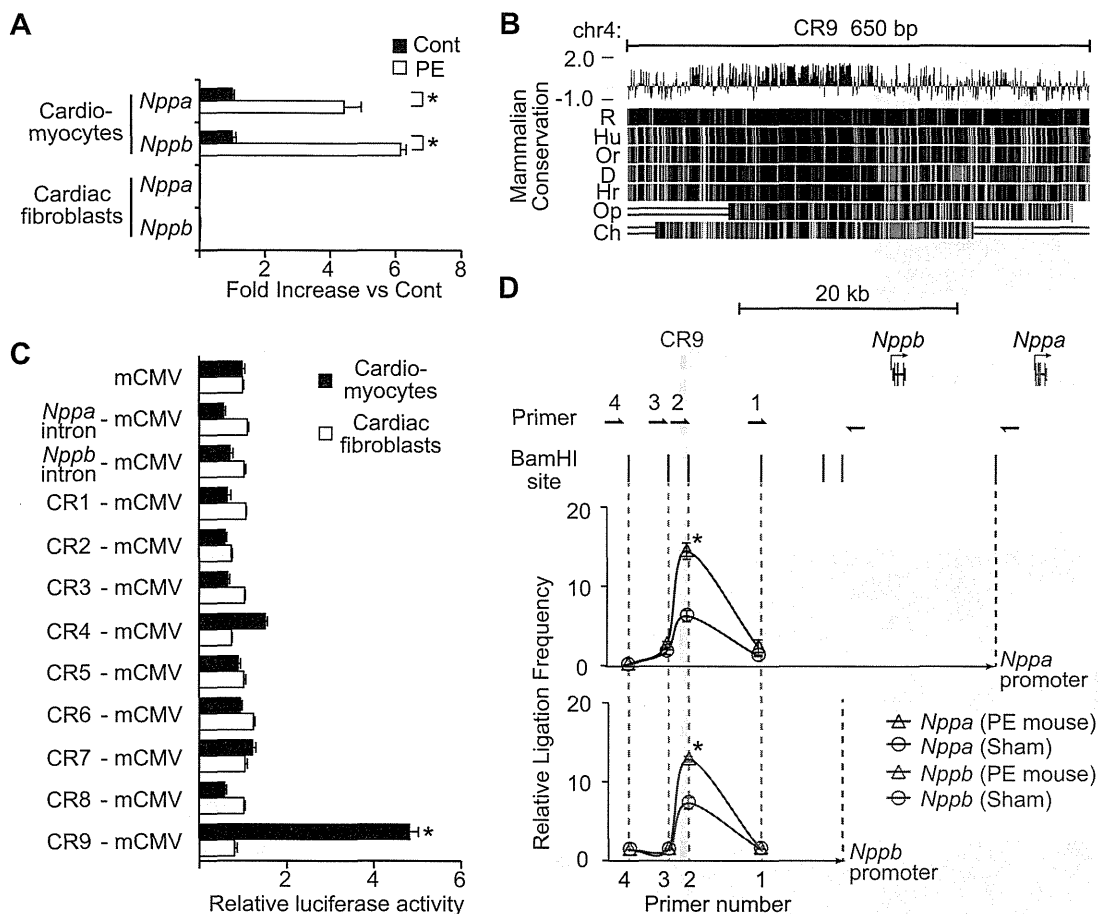 A
Cont
PE
Cardio-
myocytes
Nppa
*
Nppb
*
Cardiac
fibroblasts
Nppa
Nppb
2 4 6 8
Fold Increase vs Cont
B
chr4:
CR9 650 bp
2.0
-1.0
Mammalian
Conservation
R
Hu
Or
D
Hr
Op
Ch
C
Cardio-
myocytes
Cardiac
fibroblasts
mCMV
Nppa
intron - mCMV
Nppb
intron - mCMV
CR1 - mCMV
CR2 - mCMV
CR3 - mCMV
CR4 - mCMV
CR5 - mCMV
CR6 - mCMV
CR7 - mCMV
CR8 - mCMV
CR9 - mCMV
*
2 4 6
Relative luciferase activity
D
20 kb
CR9
Nppb
Nppa
Primer
4 3 2 1
BamHI
site
Relative Ligation Frequency
20
10
0
*
Nppa
promoter
20
10
0
*
Nppb
promoter
Nppa (PE mouse)
Nppa (Sham)
Nppb (PE mouse)
Nppb (Sham)
4 3 2 1
Primer number